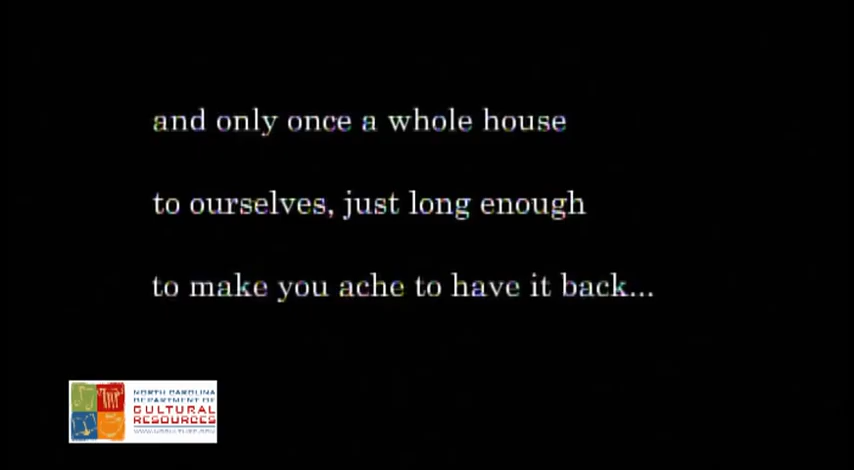 and only once a whole house
to ourselves, just long enough
to make you ache to have it back...
NORTH CAROLINA
DEPARTMENT OF
CULTURAL
RESOURCES